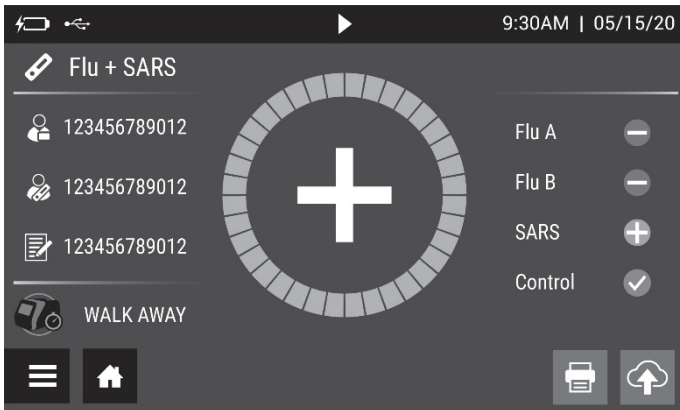 9:30AM | 05/15/20
Flu + SARS
123456789012
123456789012
123456789012
WALK AWAY
Flu A
Flu B
SARS
Control